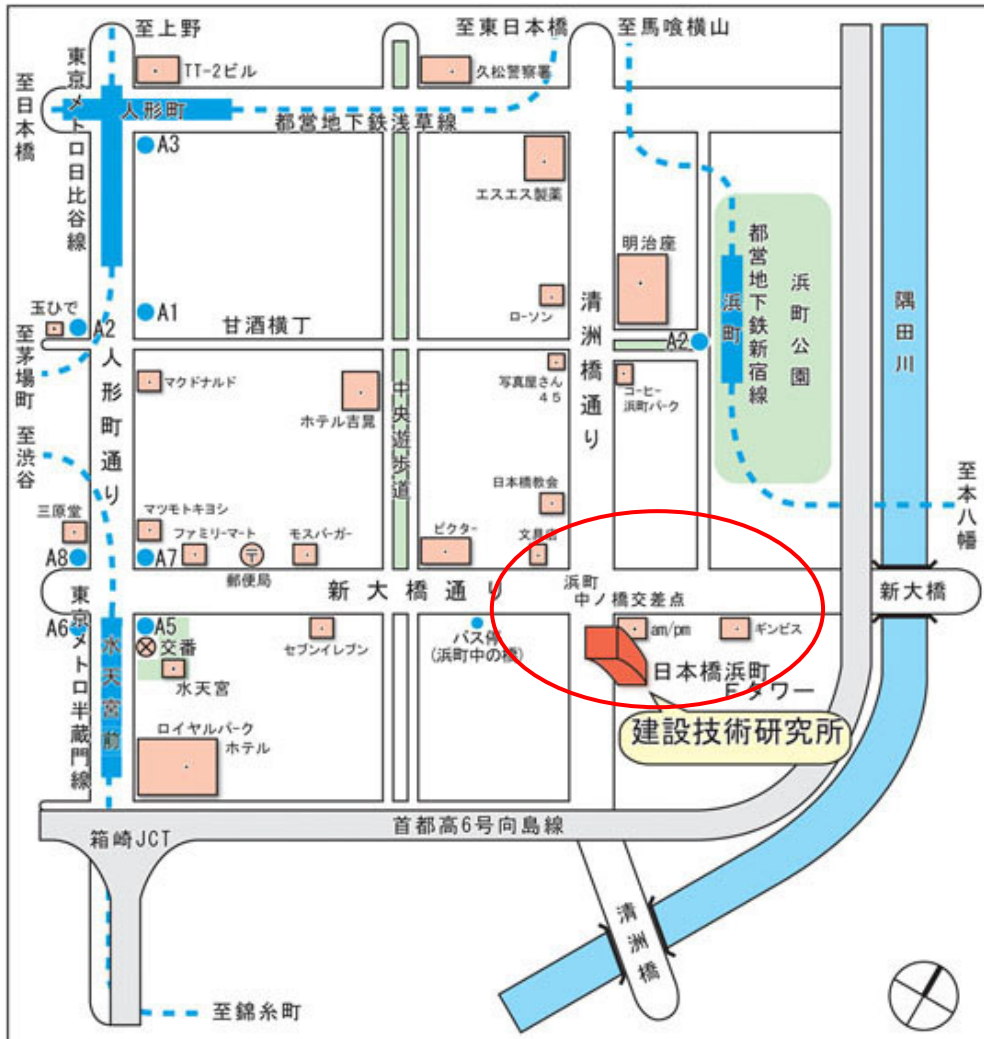 至上野
至東日本橋
至馬喰横山
東京メトロ日比谷線
至日本橋
TT-2ビル
久松警察署
人形町
都営地下鉄浅草線
A3
エスエス製薬
明治座
都営地下鉄新宿線
浜町
浜町公園
隅田川
玉ひで
A2
A1
甘酒横丁
ローソン
清洲橋通り
A2
至茅場町
人形町通り
マクドナルド
ホテル吉晁
中央遊歩道
写真屋さん
45
コーヒー
浜町パーク
至渋谷
至本八幡
三原堂
マツモトキヨシ
日本橋教会
A8
A7
ファミリーマート
〒
郵便局
モスバーガー
ビクター
文具店
新大橋通り
浜町
中ノ橋交差点
新大橋
東京メトロ半蔵門線
A6
A5
交番
水天宮
水天宮前
セブンイレブン
バス停
(浜町中の橋)
am/pm
ギンビス
日本橋浜町
Fタワー
建設技術研究所
ロイヤルパーク
ホテル
首都高6号向島線
箱崎JCT
清洲橋
至錦糸町